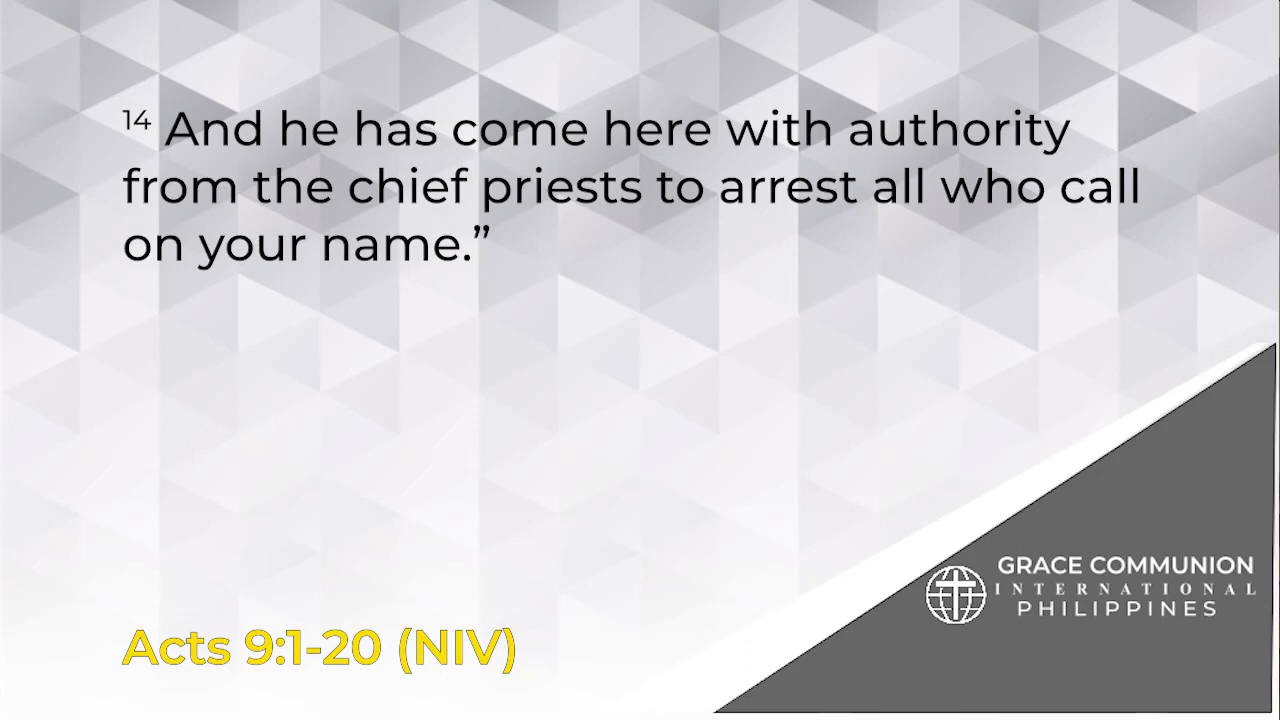 14 And he has come here with authority
from the chief priests to arrest all who call
on your name.”
GRACE COMMUNION
INTERNATIONAL
PHILIPPINES
Acts 9:1-20 (NIV)